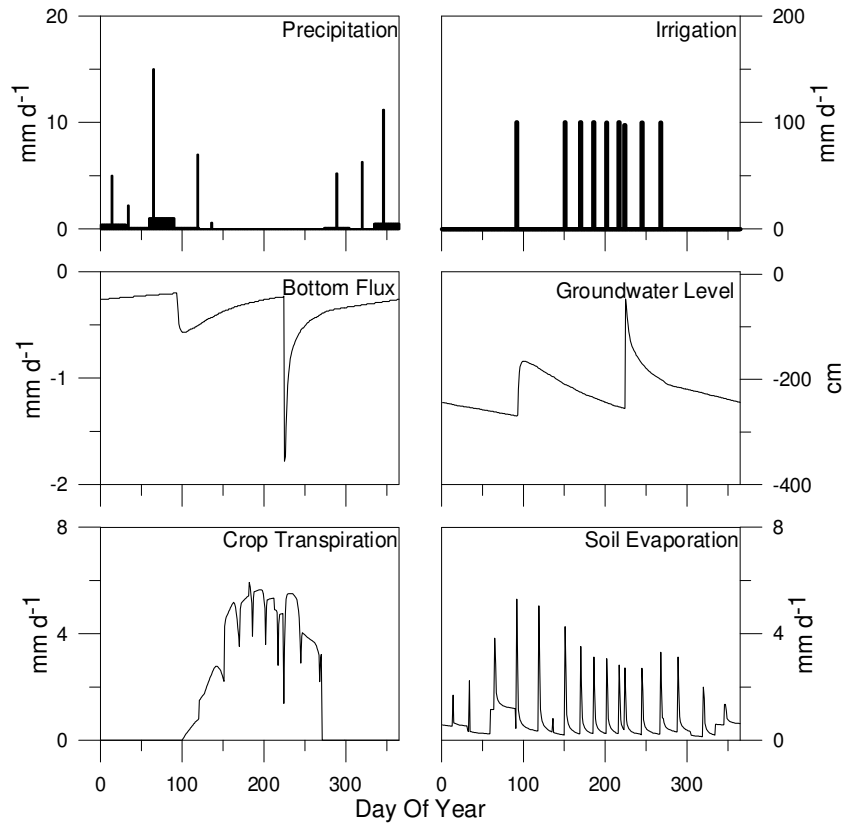 20
Precipitation
10
0
mm d-1
Irrigation
200
100
0
mm d-1
0
Bottom Flux
-1
-2
mm d-1
Groundwater Level
0
-200
-400
cm
8
Crop Transpiration
4
0
mm d-1
0 100 200 300
Soil Evaporation
8
4
0
mm d-1
0 100 200 300
Day Of Year